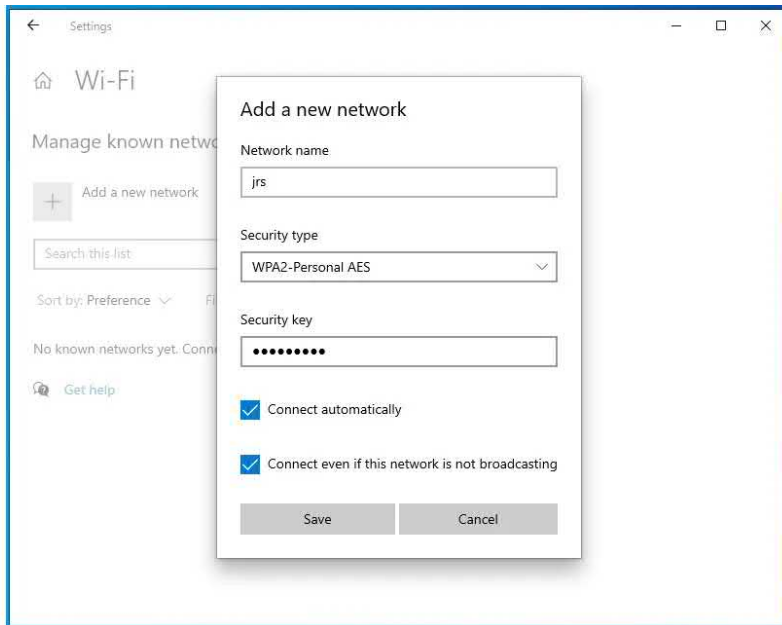 Settings
Wi-Fi
Manage known netwo
Add a new network
Search this list
Sort by: Preference Fi
No known networks yet. Conne
Get help
Add a new network
Network name
jrs
Security type
WPA2-Personal AES
Security key
•••••••••
Connect automatically
Connect even if this network is not broadcasting
Save Cancel